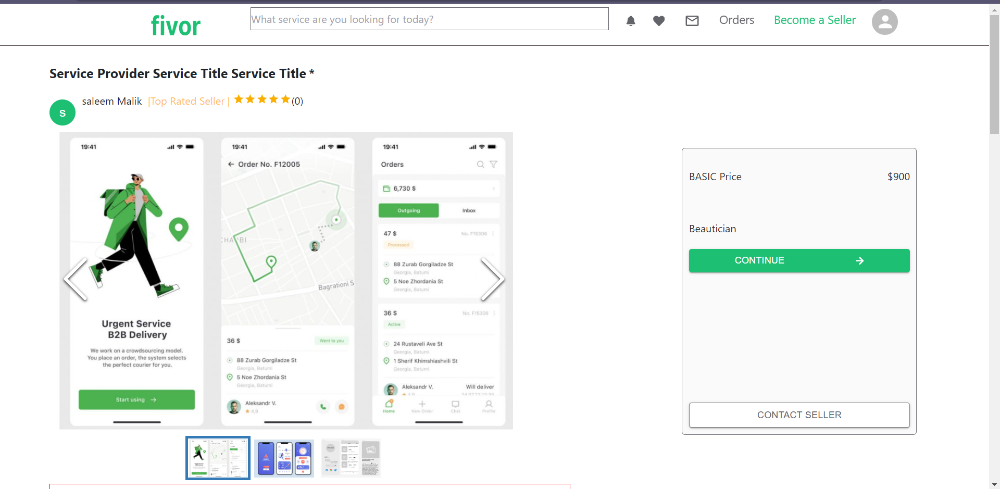 fivor
What service are you looking for today?
Orders
Become a Seller
Service Provider Service Title Service Title *
S
saleem Malik |Top Rated Seller | (0)
19:41
Urgent Service
B2B Delivery
We work on a crowdsourcing model.
You place an order, the system selects
the perfect courier for you.
Start using
19:41
Order No. F12005
Bagrationi S
36 $
Went to you
88 Zurab Gorgiladze St
Georgia, Batumi
5 Noe Zhordania St
Georgia, Batumi
Aleksandr V.
4,9
19:41
Orders
6,730 $
Outgoing
Inbox
47 $
No. F15306
Processed
88 Zurab Gorgiladze St
Georgia, Batumi
5 Noe Zhordania St
Georgia, Batumi
36 $
No. F15306
Active
24 Rustaveli Ave St
Georgia, Batumi
1 Sherif Khimshiashvili St
Georgia, Batumi
Aleksandr V.
Will deliver
Home
New Order
Chat
Profile
BASIC Price
$900
Beautician
CONTINUE
CONTACT SELLER